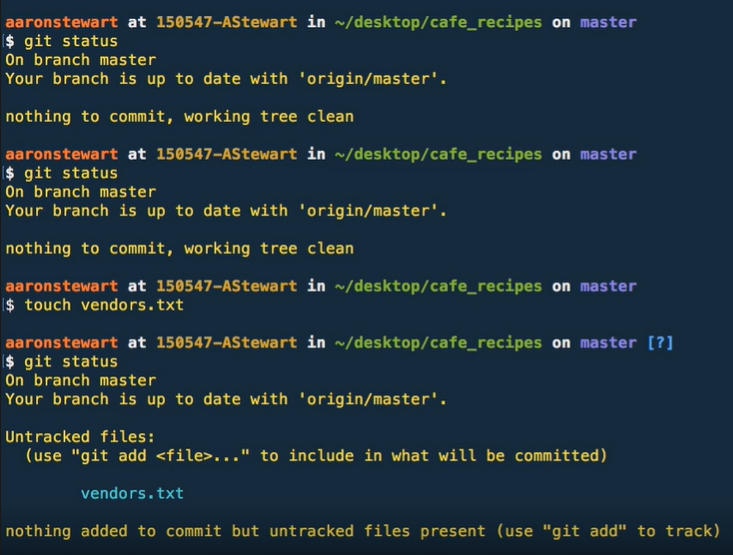 aaronstewart at 150547-AStewart in ~/desktop/cafe_recipes on master
$ git status
On branch master
Your branch is up to date with 'origin/master'.
nothing to commit, working tree clean
aaronstewart at 150547-AStewart in ~/desktop/cafe_recipes on master
$ git status
On branch master
Your branch is up to date with 'origin/master'.
nothing to commit, working tree clean
aaronstewart at 150547-AStewart in ~/desktop/cafe_recipes on master
$ touch vendors.txt
aaronstewart at 150547-AStewart in ~/desktop/cafe_recipes on master [?]
$ git status
On branch master
Your branch is up to date with 'origin/master'.
Untracked files:
(use "git add <file>..." to include in what will be committed)
vendors.txt
nothing added to commit but untracked files present (use "git add" to track)